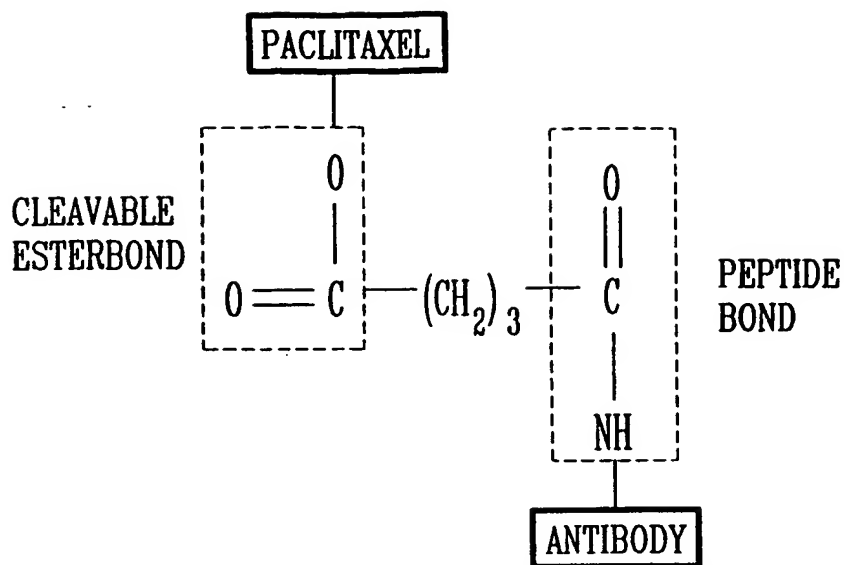 PACLITAXEL
O
O
CLEAVABLE
ESTERBOND
O
C
(CH₂)₃
C
PEPTIDE
BOND
NH
ANTIBODY